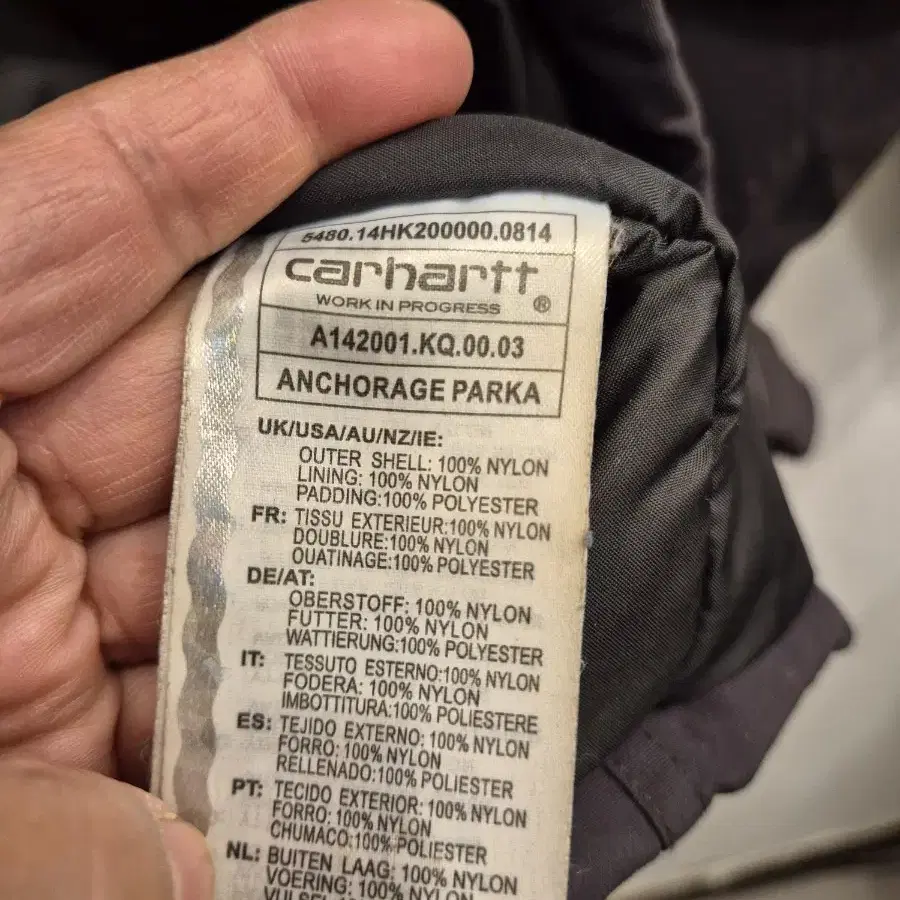 5480.14HK200000.0814
carhartt
WORK IN PROGRESS ®
A142001.KQ.00.03
ANCHORAGE PARKA
UK/USA/AU/NZ/IE:
OUTER SHELL: 100% NYLON
LINING: 100% NYLON
PADDING:100% POLYESTER
FR: TISSU EXTERIEUR:100% NYLON
DOUBLURE:100% NYLON
OUATINAGE:100% POLYESTER
DE/AT:
OBERSTOFF: 100% NYLON
FUTTER: 100% NYLON
WATTIERUNG:100% POLYESTER
IT: TESSUTO ESTERNO:100% NYLON
FODERA: 100% NYLON
IMBOTTITURA:100% POLIESTERE
ES: TEJIDO EXTERNO: 100% NYLON
FORRO: 100% NYLON
RELLENADO:100% POLIESTER
PT: TECIDO EXTERIOR: 100% NYLON
FORRO: 100% NYLON
CHUMACO:100% POLIESTER
NL: BUITEN LAAG: 100% NYLON
VOERING: 100% NYLON